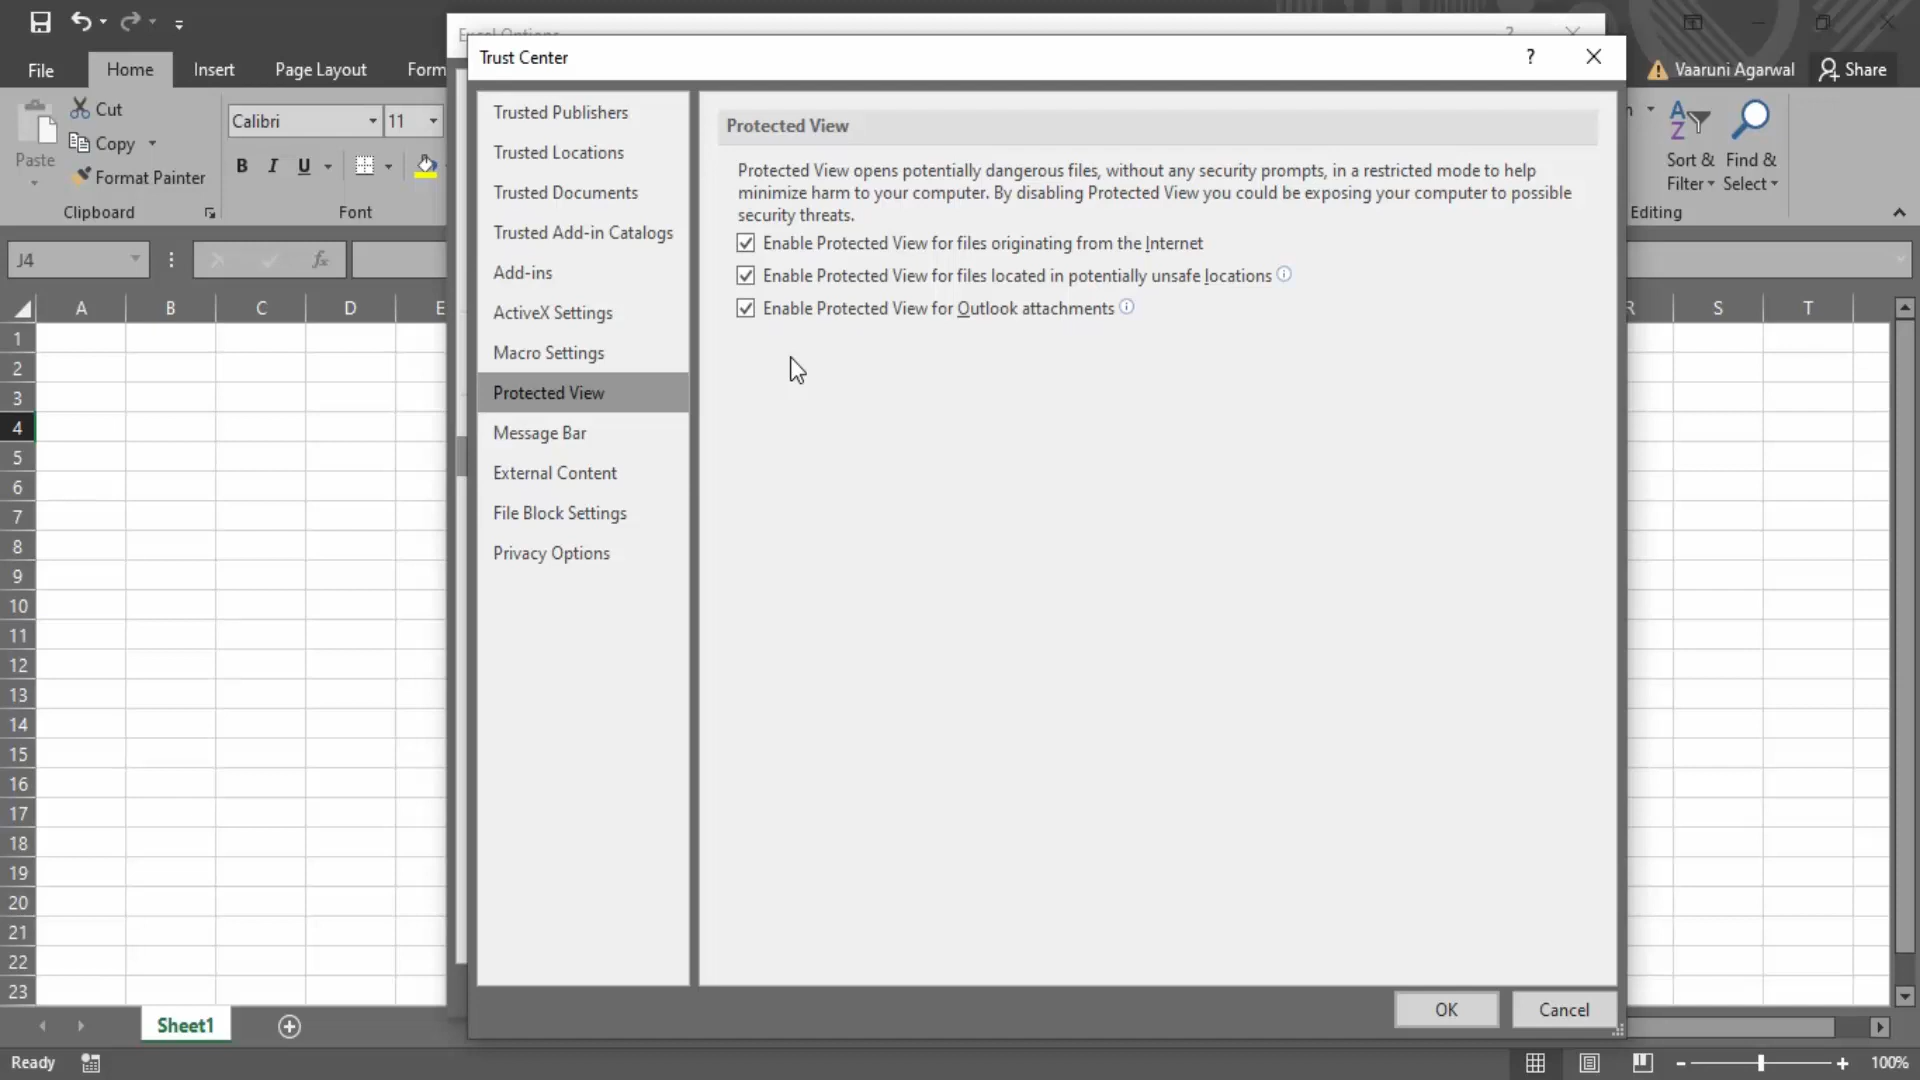 Excel Options
?
Trust Center
?
File
Home
Insert
Page Layout
Form
Vaaruni Agarwal
Share
Cut
Copy
Format Painter
Paste
Clipboard
Calibri
11
B
I
U
Font
A
Z
Sort &
Filter
Find &
Select
Editing
J4
fx
A
B
C
D
E
R
S
T
1
2
3
4
5
6
7
8
9
10
11
12
13
14
15
16
17
18
19
20
21
22
23
Trusted Publishers
Trusted Locations
Trusted Documents
Trusted Add-in Catalogs
Add-ins
ActiveX Settings
Macro Settings
Protected View
Message Bar
External Content
File Block Settings
Privacy Options
Protected View
Protected View opens potentially dangerous files, without any security prompts, in a restricted mode to help
minimize harm to your computer. By disabling Protected View you could be exposing your computer to possible
security threats.
Enable Protected View for files originating from the Internet
Enable Protected View for files located in potentially unsafe locations
Enable Protected View for Outlook attachments
OK
Cancel
Sheet1
Ready
100%